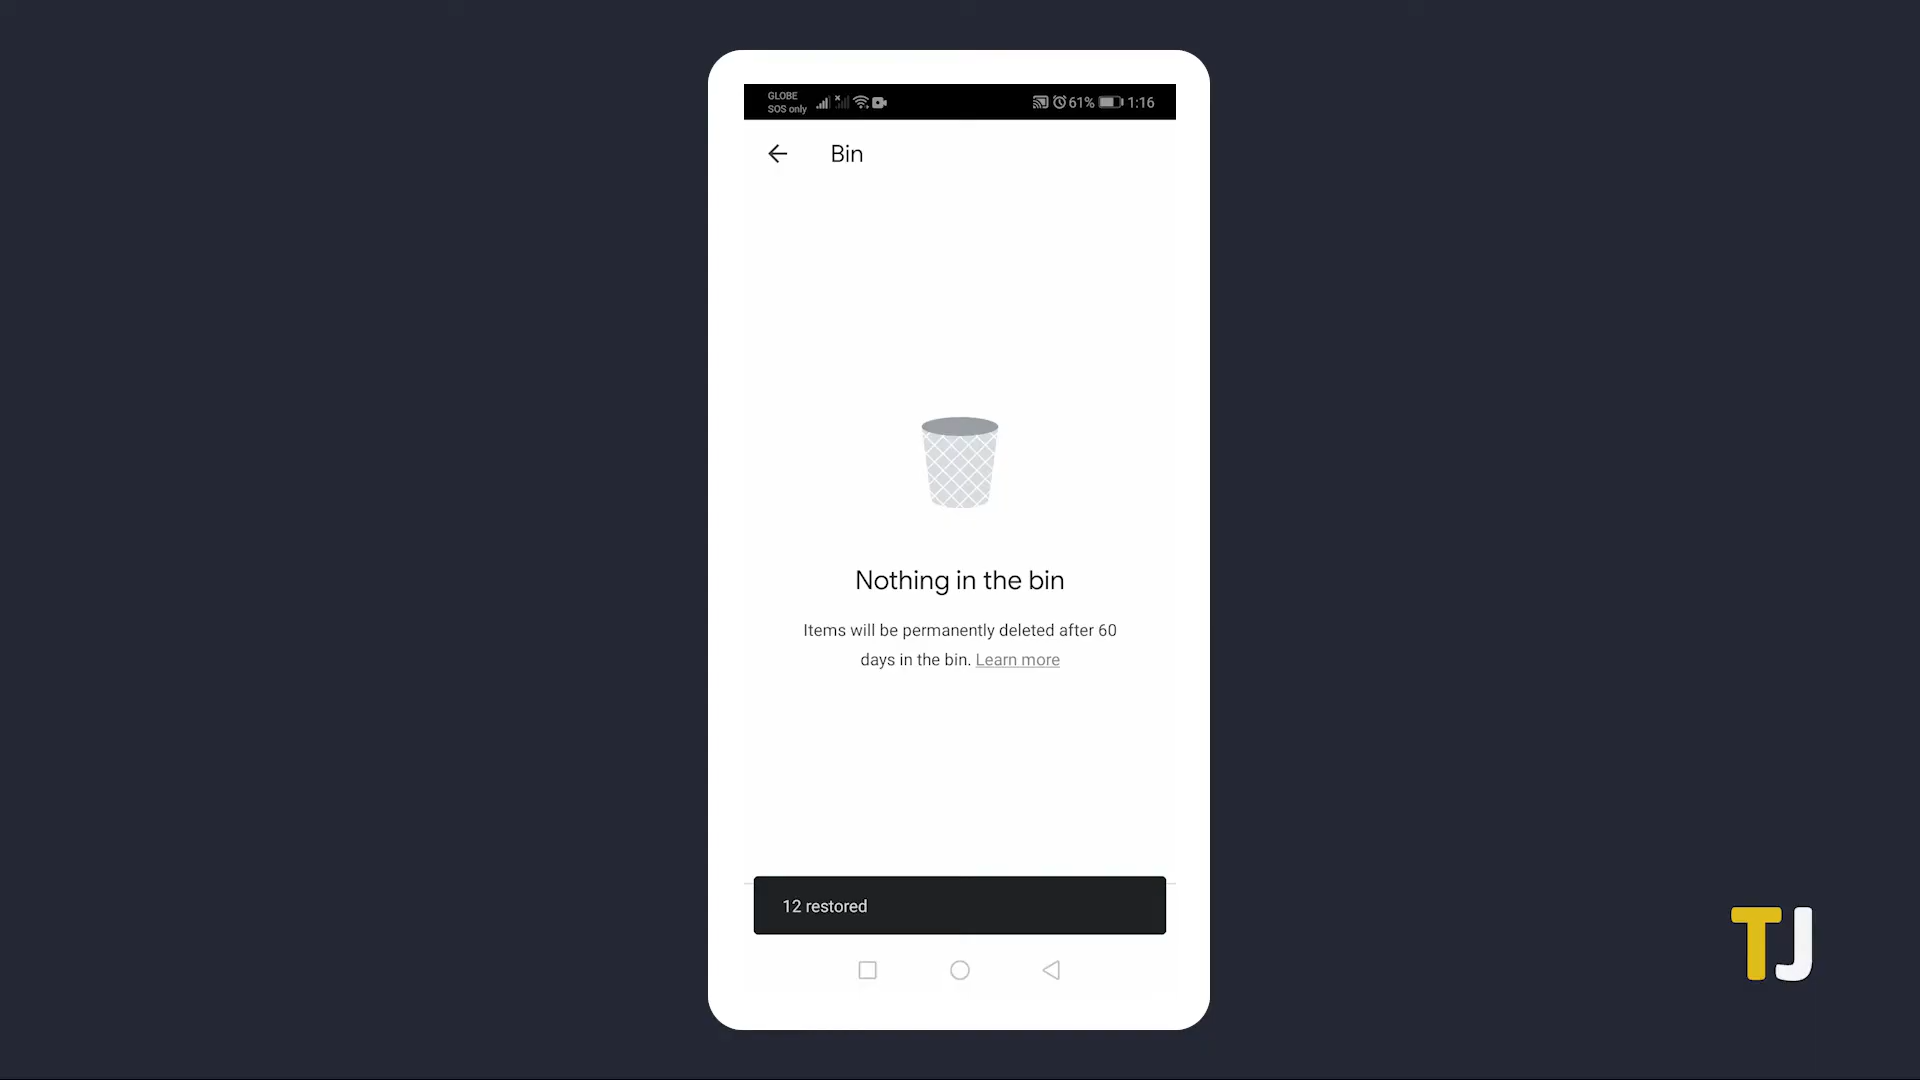 GLOBE
SOS only
61% 1:16
Bin
Nothing in the bin
Items will be permanently deleted after 60
days in the bin. Learn more
12 restored
TJ